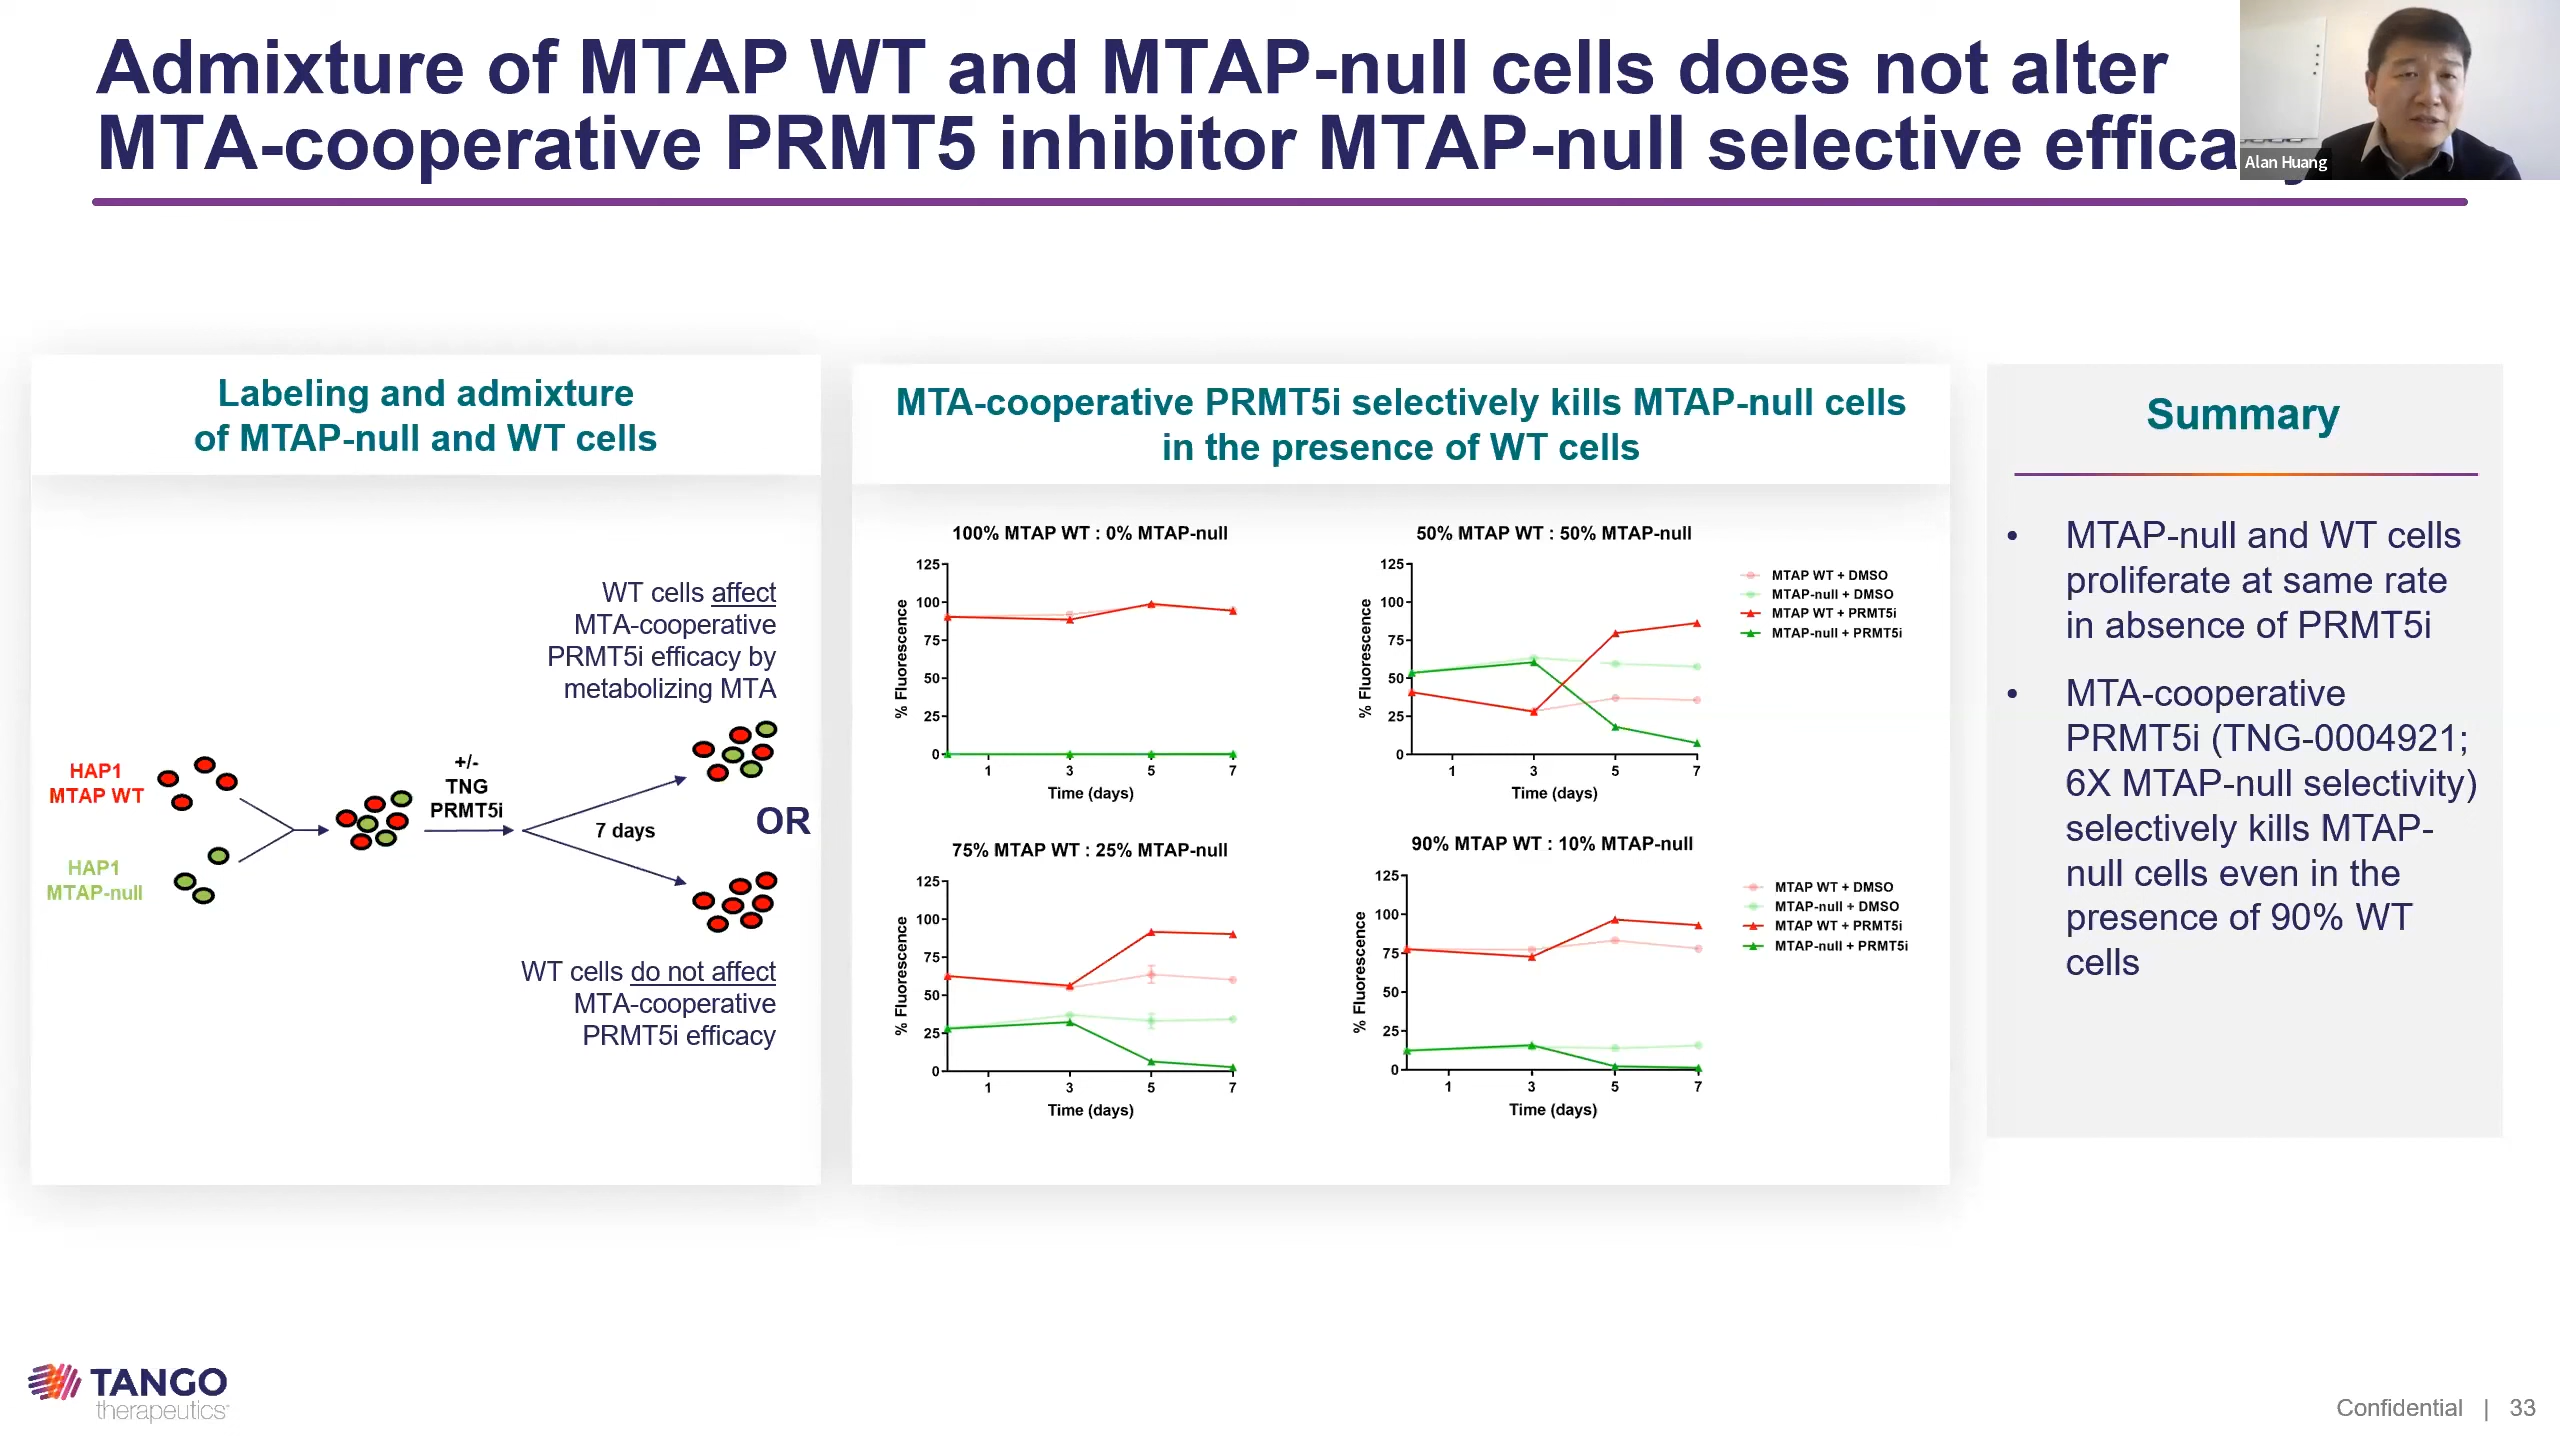 Admixture of MTAP WT and MTAP-null cells does not alter
MTA-cooperative PRMT5 inhibitor MTAP-null selective effica
Alan Huang
Labeling and admixture
of MTAP-null and WT cells
WT cells affect
MTA-cooperative
PRMT5i efficacy by
metabolizing MTA
HAP1
MTAP WT
HAP1
MTAP-null
+/-
TNG
PRMT5i
7 days
OR
WT cells do not affect
MTA-cooperative
PRMT5i efficacy
MTA-cooperative PRMT5i selectively kills MTAP-null cells
in the presence of WT cells
100% MTAP WT : 0% MTAP-null
% Fluorescence
125
100
75
50
25
0
1 3 5 7
Time (days)
50% MTAP WT : 50% MTAP-null
% Fluorescence
125
100
75
50
25
0
1 3 5 7
Time (days)
MTAP WT + DMSO
MTAP-null + DMSO
MTAP WT + PRMT5i
MTAP-null + PRMT5i
75% MTAP WT : 25% MTAP-null
% Fluorescence
125
100
75
50
25
0
1 3 5 7
Time (days)
90% MTAP WT : 10% MTAP-null
% Fluorescence
125
100
75
50
25
0
1 3 5 7
Time (days)
MTAP WT + DMSO
MTAP-null + DMSO
MTAP WT + PRMT5i
MTAP-null + PRMT5i
Summary
• MTAP-null and WT cells
proliferate at same rate
in absence of PRMT5i
• MTA-cooperative
PRMT5i (TNG-0004921;
6X MTAP-null selectivity)
selectively kills MTAP-
null cells even in the
presence of 90% WT
cells
TANGO
therapeutics
Confidential | 33